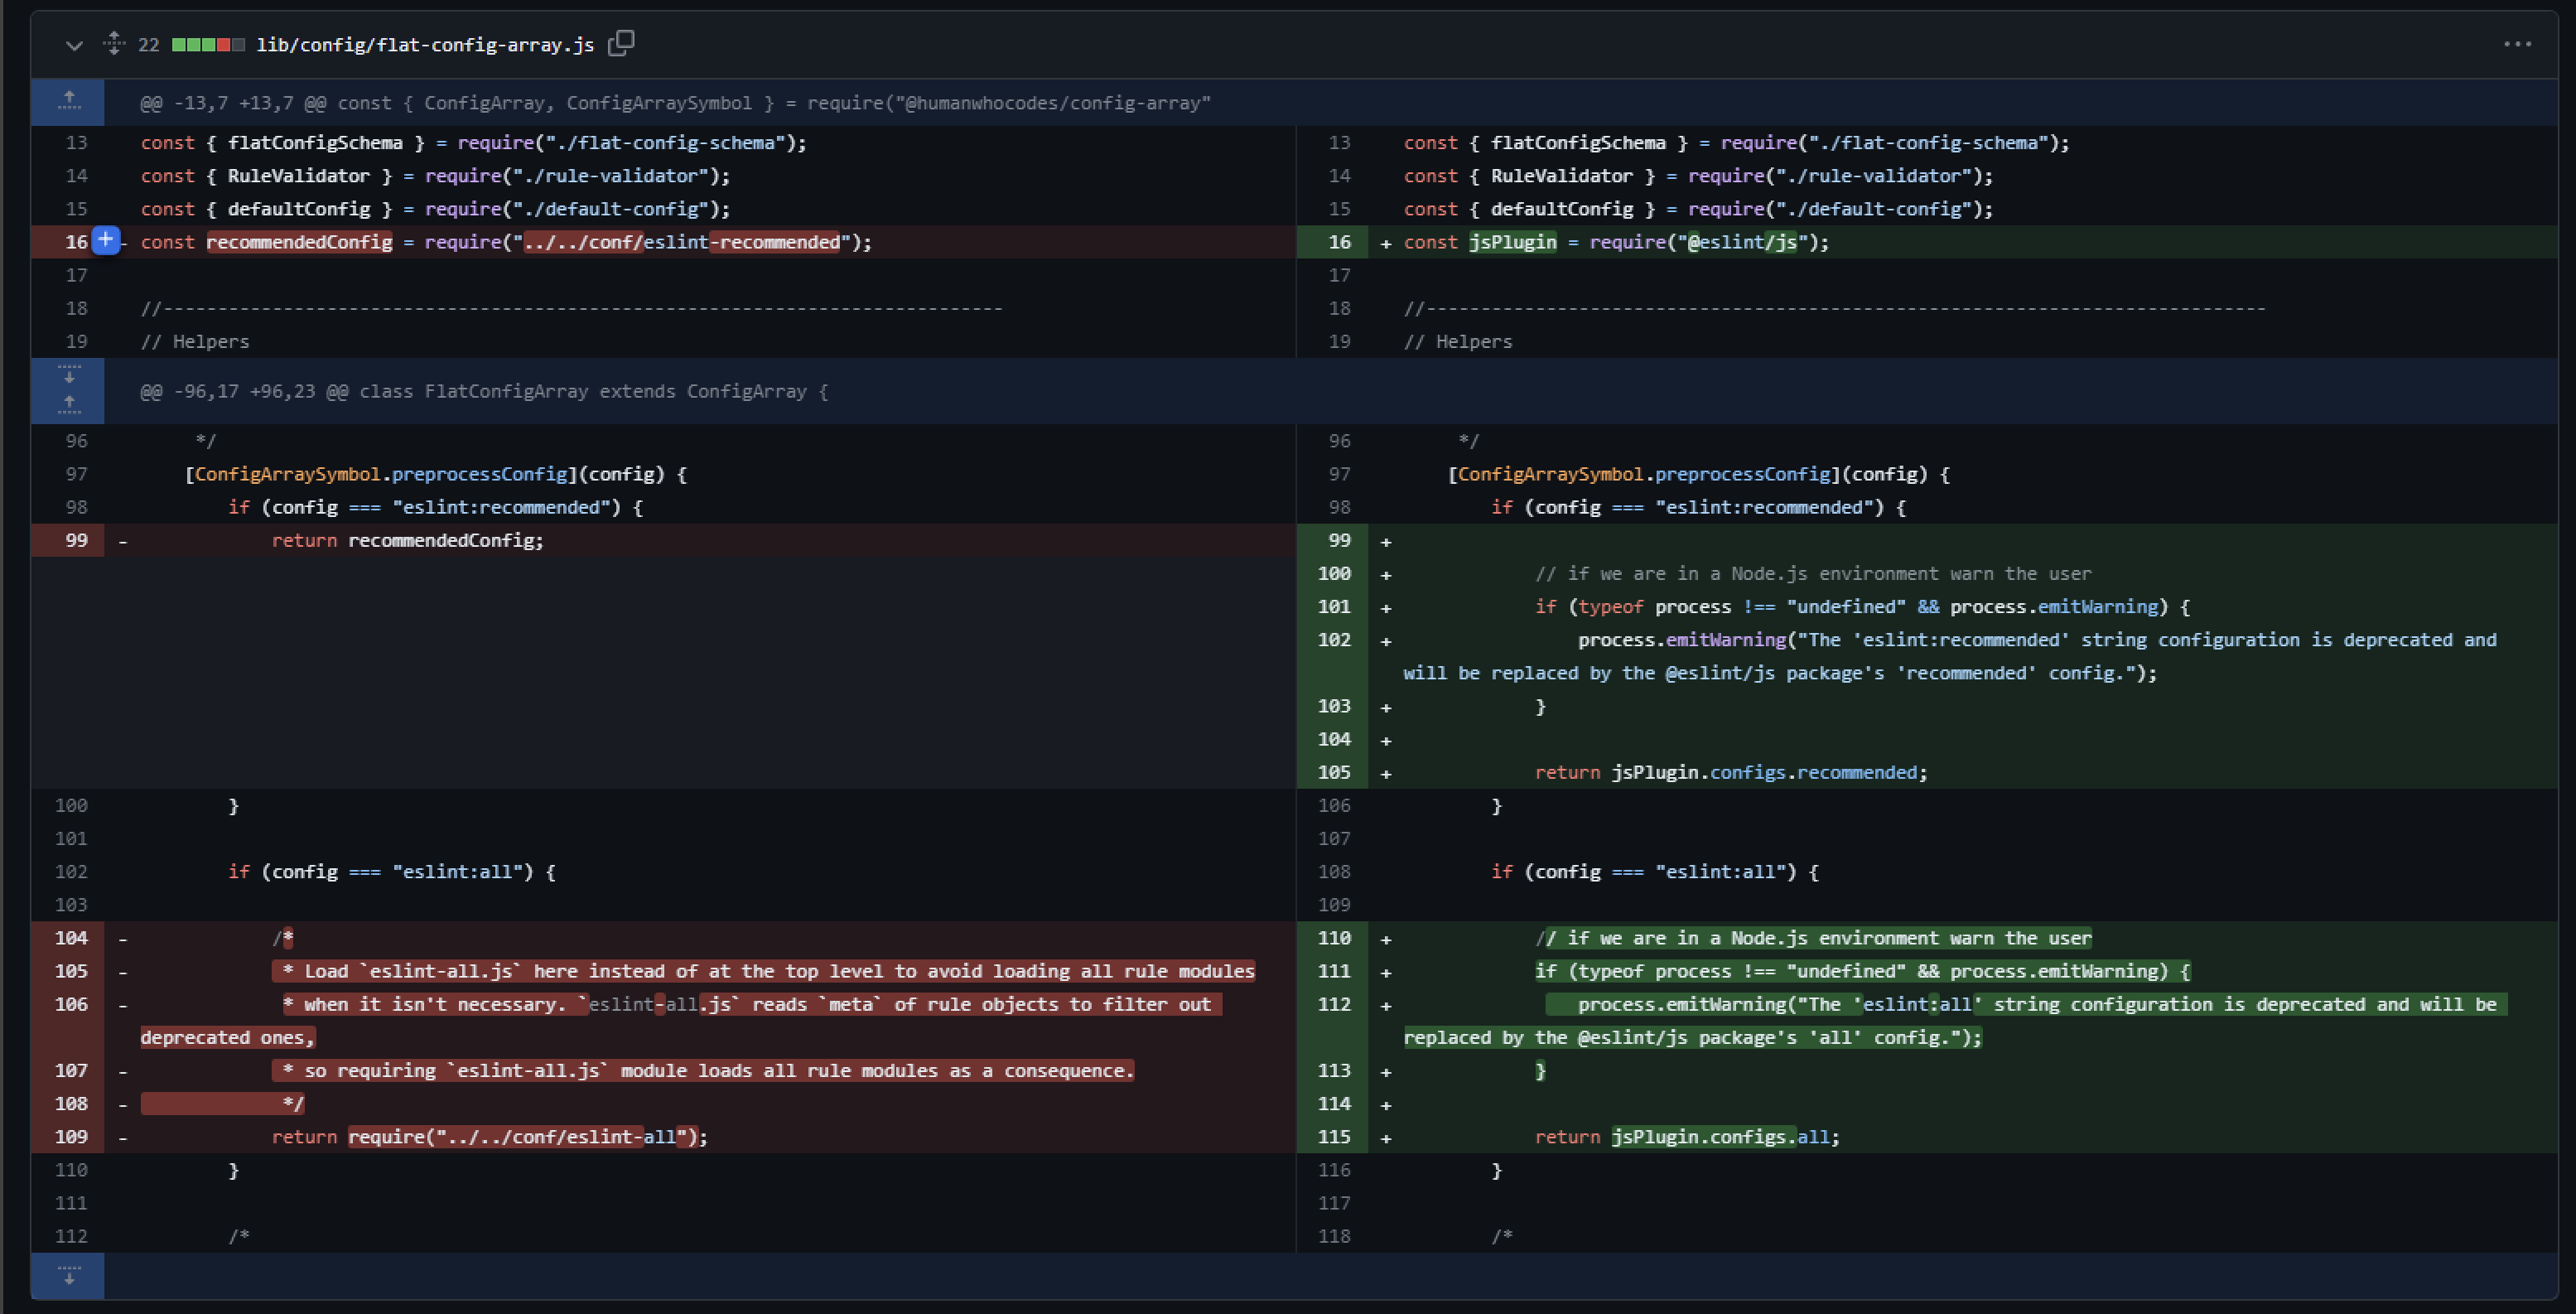 22 lib/config/flat-config-array.js
@@ -13,7 +13,7 @@ const { ConfigArray, ConfigArraySymbol } = require("@humanwhocodes/config-array"
13 const { flatConfigSchema } = require("./flat-config-schema");
14 const { RuleValidator } = require("./rule-validator");
15 const { defaultConfig } = require("./default-config");
16 - const recommendedConfig = require("../../conf/eslint-recommended");
17
18 //-----------------------------------------------------------------------------
19 // Helpers
13 const { flatConfigSchema } = require("./flat-config-schema");
14 const { RuleValidator } = require("./rule-validator");
15 const { defaultConfig } = require("./default-config");
16 + const jsPlugin = require("@eslint/js");
17
18 //-----------------------------------------------------------------------------
19 // Helpers
@@ -96,17 +96,23 @@ class FlatConfigArray extends ConfigArray {
96 */
97 [ConfigArraySymbol.preprocessConfig](config) {
98 if (config === "eslint:recommended") {
99 - return recommendedConfig;
100 }
101
102 if (config === "eslint:all") {
103
104 - /*
105 - * Load `eslint-all.js` here instead of at the top level to avoid loading all rule modules
106 - * when it isn't necessary. `eslint-all.js` reads `meta` of rule objects to filter out
deprecated ones,
107 - * so requiring `eslint-all.js` module loads all rule modules as a consequence.
108 - */
109 - return require("../../conf/eslint-all");
110 }
111
112 /*
96 */
97 [ConfigArraySymbol.preprocessConfig](config) {
98 if (config === "eslint:recommended") {
99 +
100 + // if we are in a Node.js environment warn the user
101 + if (typeof process !== "undefined" && process.emitWarning) {
102 + process.emitWarning("The 'eslint:recommended' string configuration is deprecated and
will be replaced by the @eslint/js package's 'recommended' config.");
103 + }
104 +
105 + return jsPlugin.configs.recommended;
106 }
107
108 if (config === "eslint:all") {
109
110 + // if we are in a Node.js environment warn the user
111 + if (typeof process !== "undefined" && process.emitWarning) {
112 + process.emitWarning("The 'eslint:all' string configuration is deprecated and will be
replaced by the @eslint/js package's 'all' config.");
113 + }
114 +
115 + return jsPlugin.configs.all;
116 }
117
118 /*